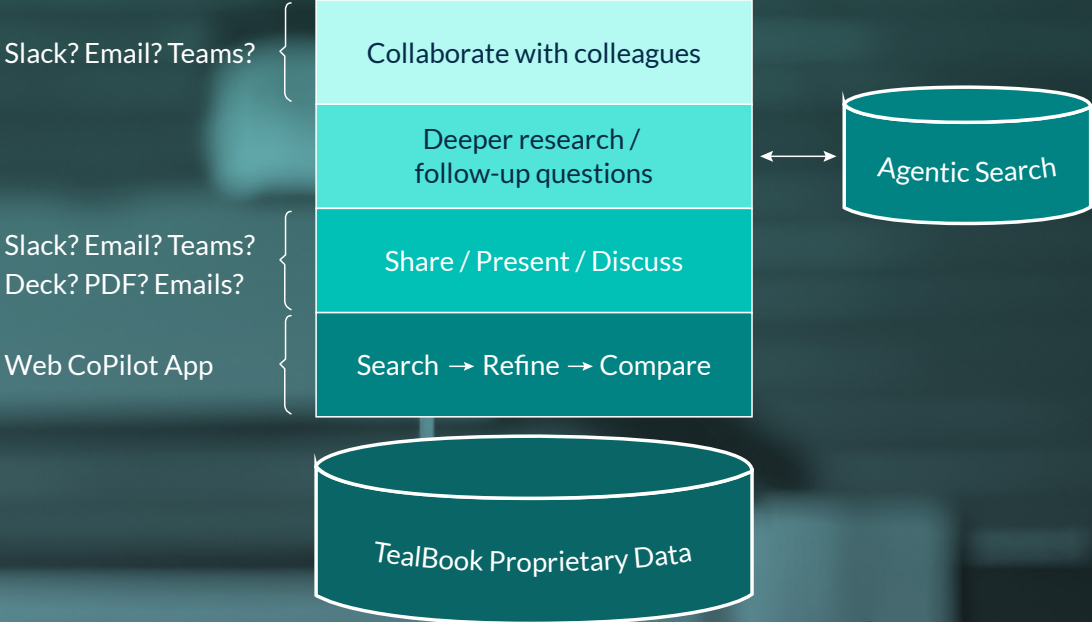 Slack? Email? Teams?
Collaborate with colleagues
Deeper research /
follow-up questions
Agentic Search
Slack? Email? Teams?
Deck? PDF? Emails?
Share / Present / Discuss
Web CoPilot App
Search → Refine → Compare
TealBook Proprietary Data